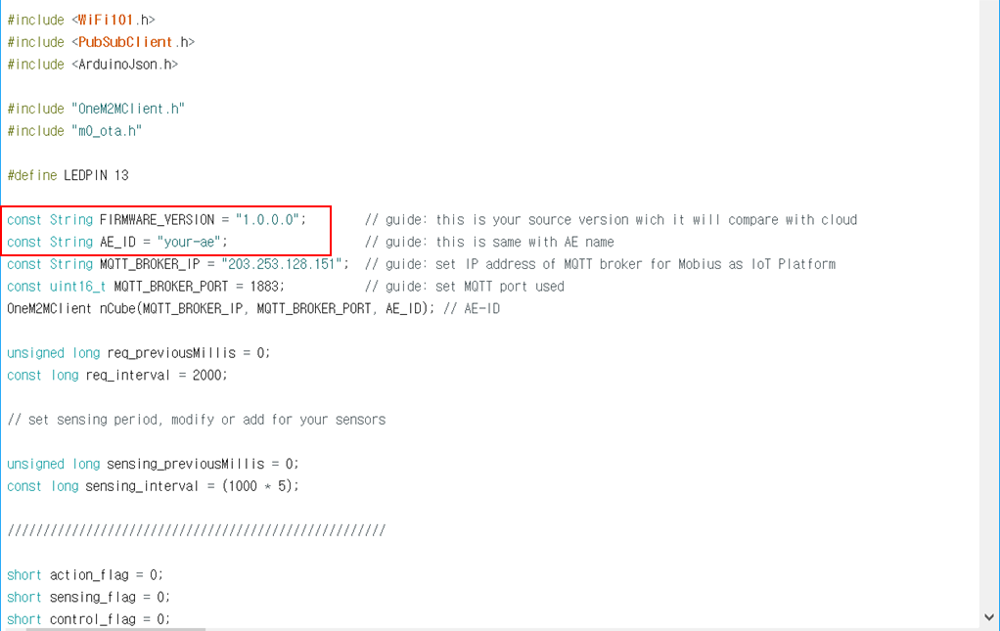 #include <WiFi101.h>
#include <PubSubClient.h>
#include <ArduinoJson.h>
#include "OneM2MClient.h"
#include "m0_ota.h"
#define LEDPIN 13
const String FIRMWARE_VERSION = "1.0.0.0"; // guide: this is your source version wich it will compare with cloud
const String AE_ID = "your-ae"; // guide: this is same with AE name
const String MQTT_BROKER_IP = "203.253.128.151"; // guide: set IP address of MQTT broker for Mobius as IoT Platform
const uint16_t MQTT_BROKER_PORT = 1883; // guide: set MQTT port used
OneM2MClient nCube(MQTT_BROKER_IP, MQTT_BROKER_PORT, AE_ID); // AE-ID
unsigned long req_previousMillis = 0;
const long req_interval = 2000;
// set sensing period, modify or add for your sensors
unsigned long sensing_previousMillis = 0;
const long sensing_interval = (1000 * 5);
/////////////////////////////////////////////////////
short action_flag = 0;
short sensing_flag = 0;
short control_flag = 0;